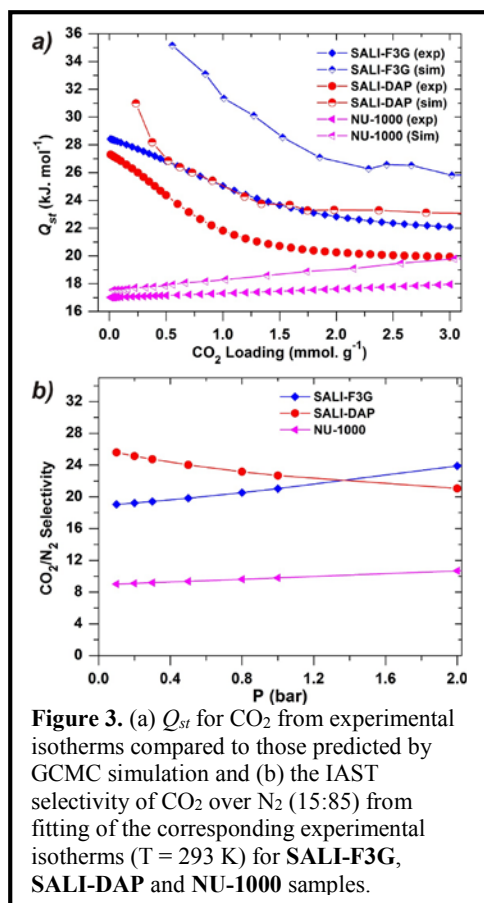 a)
36
34
32
30
28
26
24
22
20
18
16
Qst (kJ. mol-1)
SALI-F3G (exp)
SALI-F3G (sim)
SALI-DAP (exp)
SALI-DAP (sim)
NU-1000 (exp)
NU-1000 (Sim)
0.0 0.5 1.0 1.5 2.0 2.5 3.0
CO2 Loading (mmol. g-1)
b)
28
24
20
16
12
8
4
0
CO2/N2 Selectivity
SALI-F3G
SALI-DAP
NU-1000
0.0 0.4 0.8 1.2 1.6 2.0
P (bar)
Figure 3. (a) Qst for CO2 from experimental
isotherms compared to those predicted by
GCMC simulation and (b) the IAST
selectivity of CO2 over N2 (15:85) from
fitting of the corresponding experimental
isotherms (T = 293 K) for SALI-F3G,
SALI-DAP and NU-1000 samples.